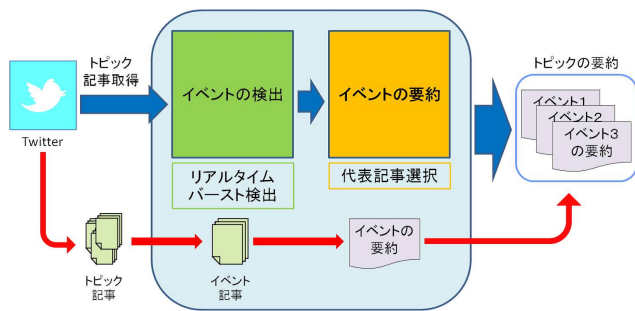 トピック
記事取得
Twitter
イベントの検出
リアルタイム
バースト検出
イベントの要約
代表記事選択
トピックの要約
イベント1
イベント2
イベント3
の要約
トピック
記事
イベント
記事
イベントの
要約